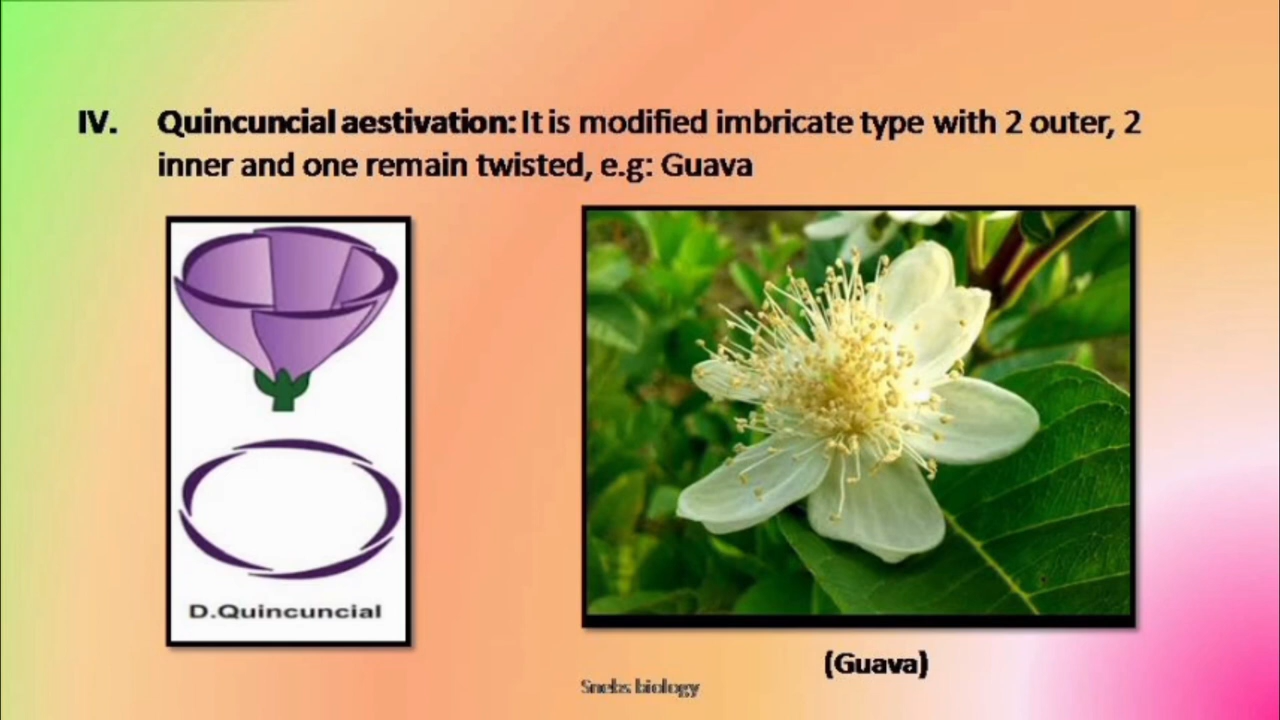 IV. Quincuncial aestivation: It is modified imbricate type with 2 outer, 2
inner and one remain twisted, e.g: Guava
D.Quincuncial
(Guava)
Snebs biology